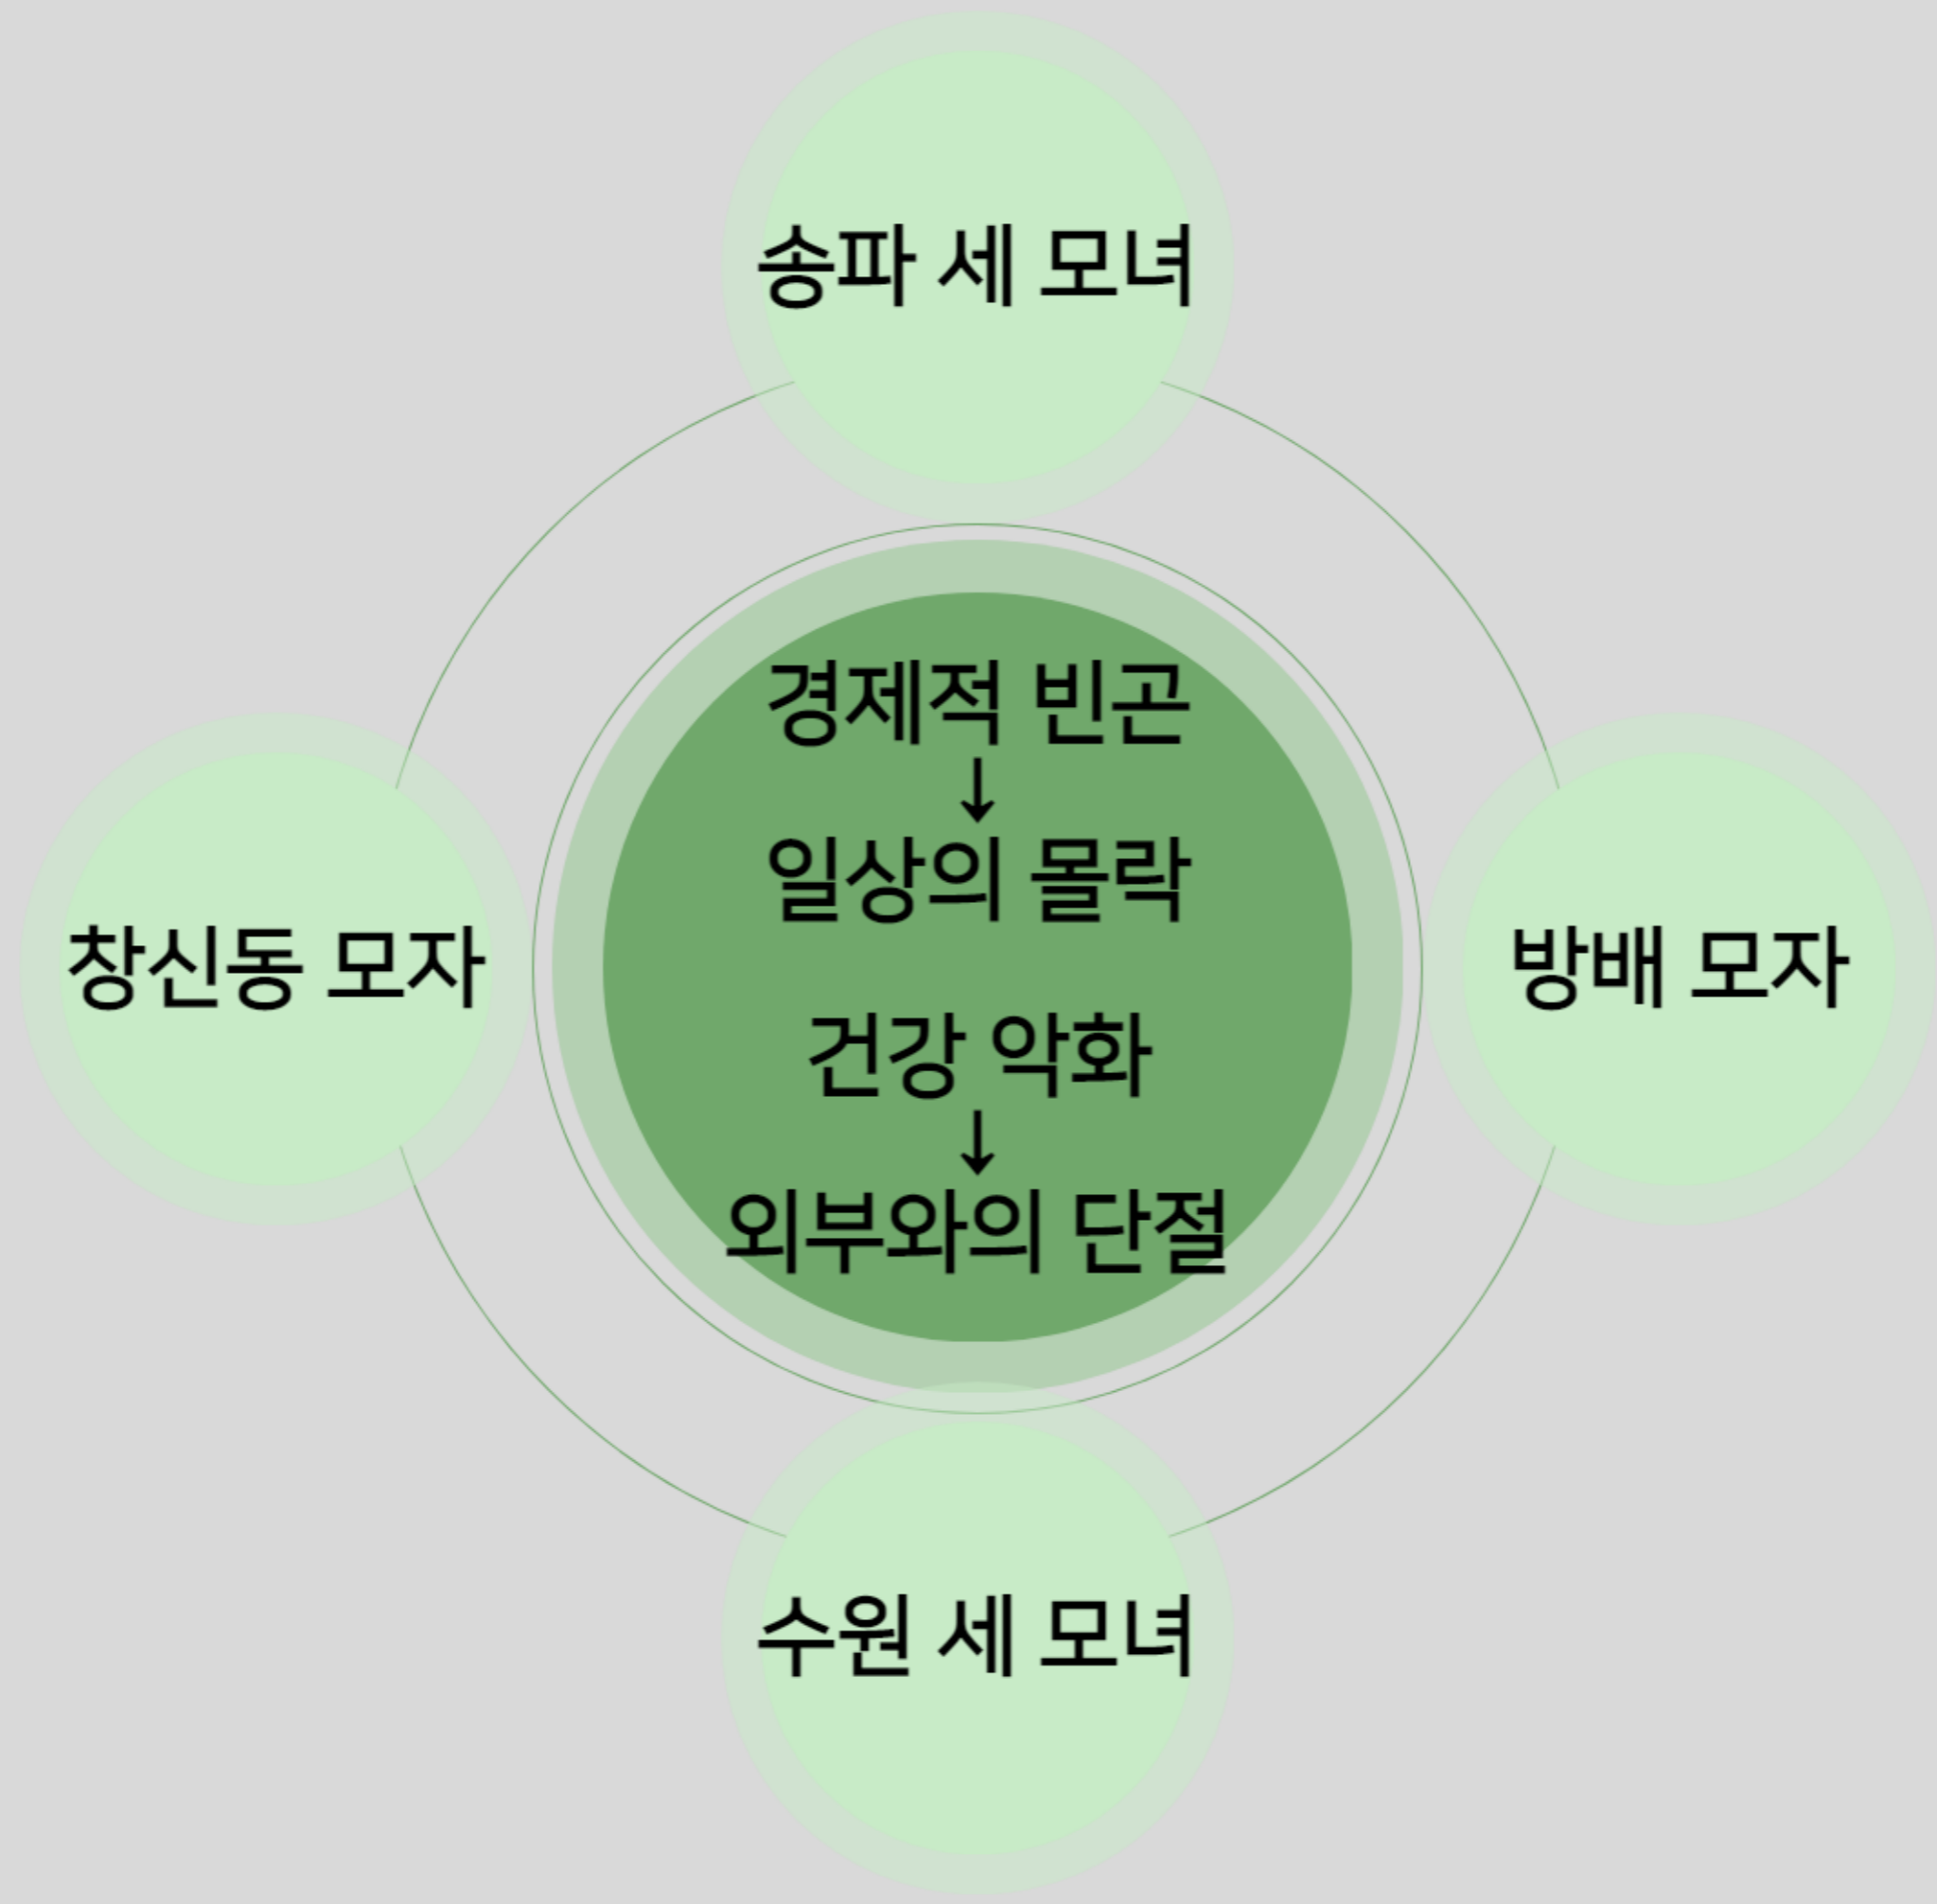 송파 세 모녀
경제적 빈곤
↓
일상의 몰락
창신동 모자
방배 모자
건강 악화
↓
외부와의 단절
수원 세 모녀